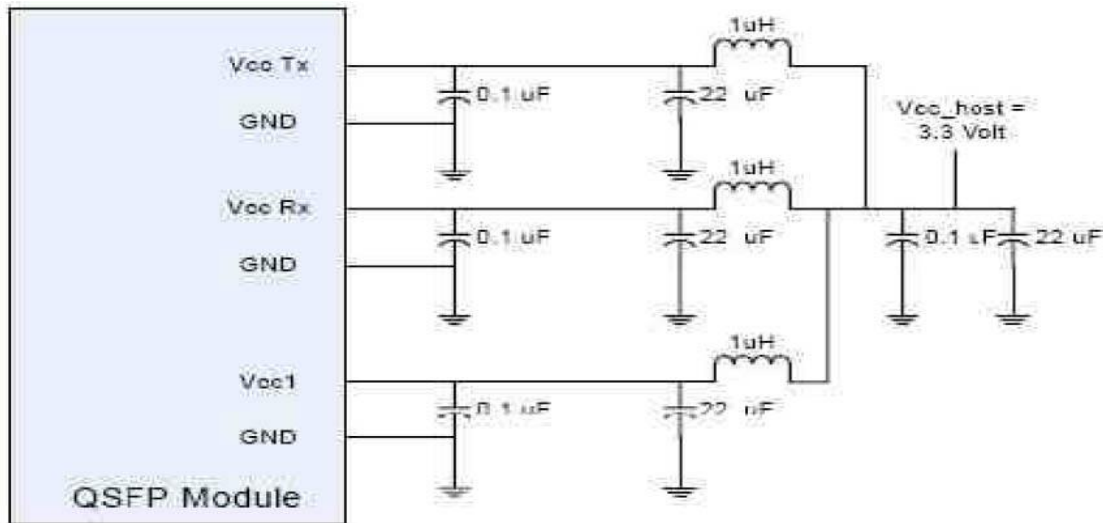 1uH
Vcc Tx
0.1 uF
22 uF
GND
Vcc_host =
3.3 Volt
1uH
Vcc Rx
0.1 uF
22 uF
0.1 uF
22 uF
GND
1uH
Vcc1
0.1 uF
22 uF
GND
QSFP Module